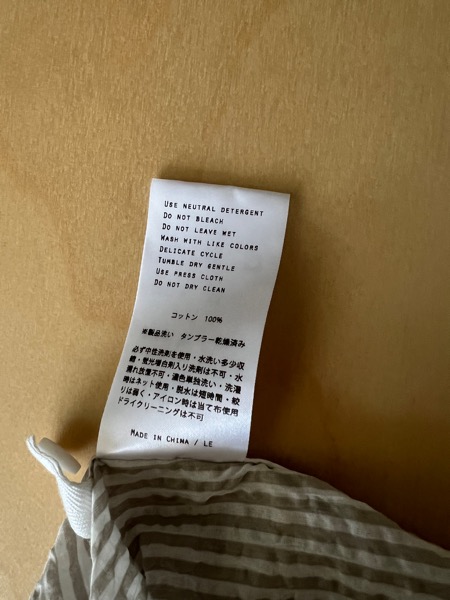 USE NEUTRAL DETERGENT
DO NOT BLEACH
DO NOT LEAVE WET
WASH WITH LIKE COLORS
DELICATE CYCLE
TUMBLE DRY GENTLE
USE PRESS CLOTH
DO NOT DRY CLEAN
コットン 100%
※製品洗い タンブラー乾燥済み
必ず中性洗剤を使用・水洗い多少収
縮・蛍光増白剤入り洗剤は不可・水
濡れ放置不可・濃色単独洗い・洗濯
時はネット使用・脱水は短時間・絞
りは弱く・アイロン時は当て布使用
ドライクリーニングは不可
MADE IN CHINA / LE